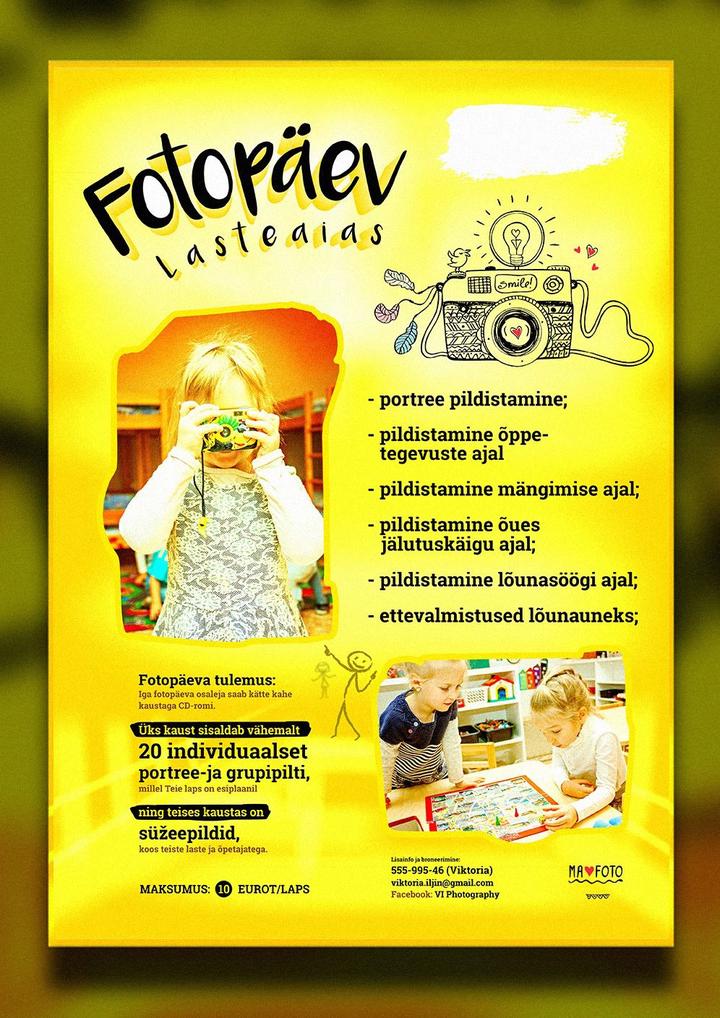 Fotopäev
Lasteaias
Smile!
- portree pildistamine;
- pildistamine õppe-
tegevuste ajal
- pildistamine mängimise ajal;
- pildistamine õues
jälutuskäigu ajal;
- pildistamine lõunasöögi ajal;
- ettevalmistused lõunauneks;
Fotopäeva tulemus:
Iga fotopäeva osaleja saab kätte kahe
kaustaga CD-romi.
Üks kaust sisaldab vähemalt
20 individuaalset
portree-ja grupipilti,
millel Teie laps on esiplaanil
ning teises kaustas on
süžeepildid,
koos teiste laste ja õpetajatega.
MAKSUMUS: 10 EUROT/LAPS
Lisainfo ja broneerimine:
555-995-46 (Viktoria)
viktoria.iljin@gmail.com
Facebook: VI Photography
MA♥FOTO